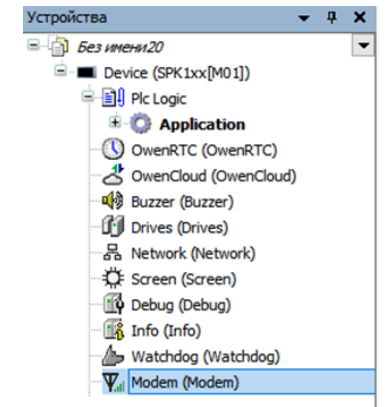 Устройства
Без имени20
Device (SPK1xx[M01])
Plc Logic
Application
OwenRTC (OwenRTC)
OwenCloud (OwenCloud)
Buzzer (Buzzer)
Drives (Drives)
Network (Network)
Screen (Screen)
Debug (Debug)
Info (Info)
Watchdog (Watchdog)
Modem (Modem)